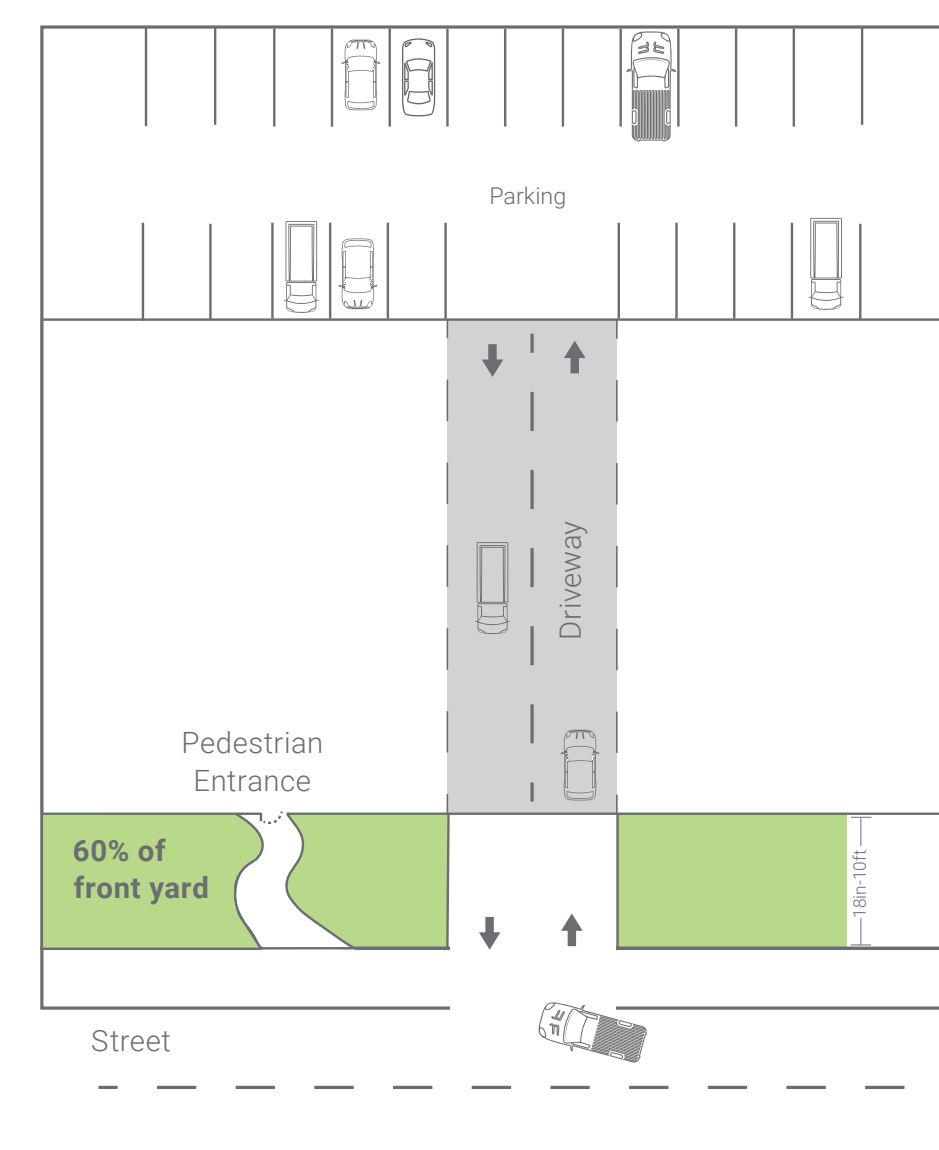 Parking
Driveway
Pedestrian
Entrance
60% of
front yard
18in-10ft
Street